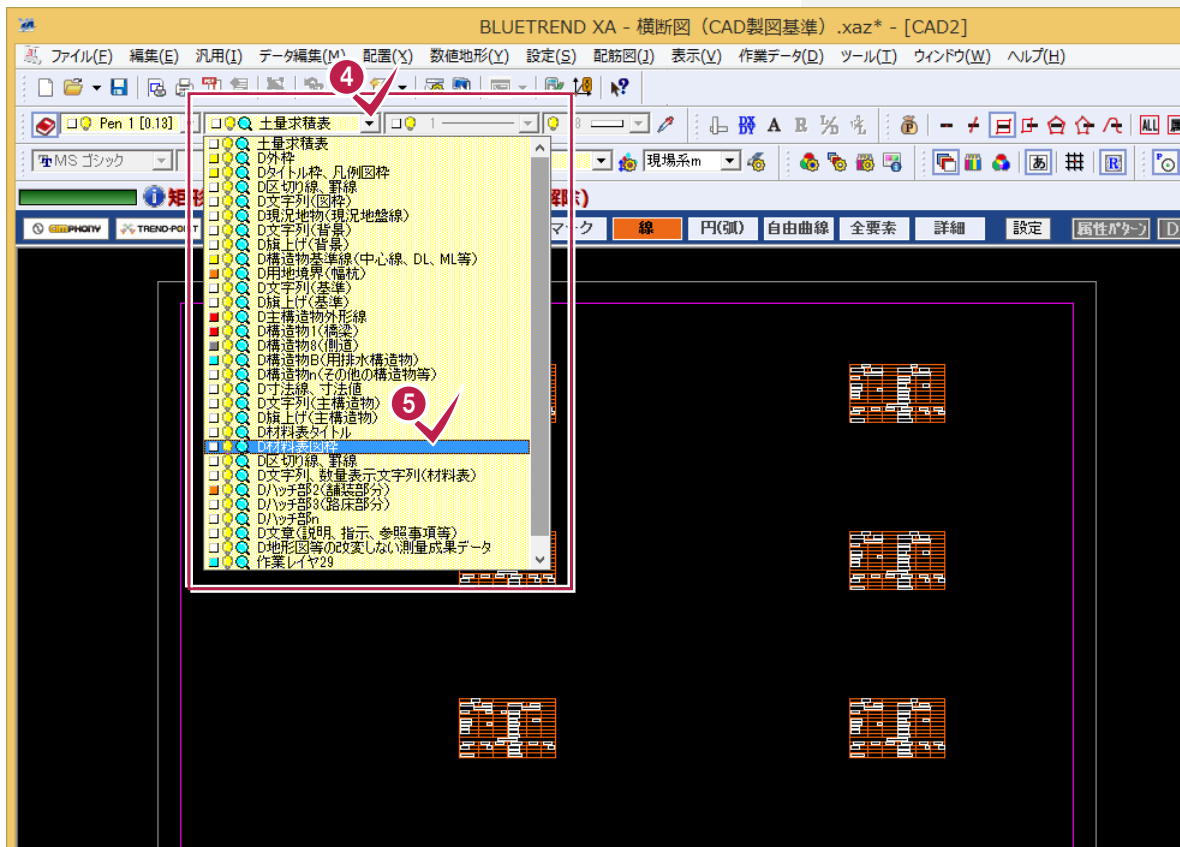 BLUETREND XA - 横断図（CAD製図基準）.xaz* - [CAD2]
ファイル(F) 編集(E) 汎用(I) データ編集(M) 配置(X) 数値地形(Y) 設定(S) 配筋図(J) 表示(V) 作業データ(D) ツール(T) ウィンドウ(W) ヘルプ(H)
4
Pen 1 [0.13] 土量求積表 1 8 ALL
MS ゴシック 現場系m あ R
矩形 解除)
GIMPHONY TREND-POINT マーク 線 円(弧) 自由曲線 全要素 詳細 設定 属性パターン D
土量求積表
D外枠
Dタイトル枠、凡例図枠
D区切り線、罫線
D文字列(図枠)
D現況地物(現況地盤線)
D文字列(背景)
D旗上げ(背景)
D構造物基準線(中心線、DL、ML等)
D用地境界(幅杭)
D文字列(基準)
D旗上げ(基準)
D主構造物外形線
D構造物1(橋梁)
D構造物8(側道)
D構造物B(用排水構造物)
D構造物n(その他の構造物等)
D寸法線、寸法値
D文字列(主構造物)
D旗上げ(主構造物)
5
D材料表タイトル
D材料表図枠
D区切り線、罫線
D文字列、数量表示文字列(材料表)
Dハッチ部2(舗装部分)
Dハッチ部3(路床部分)
Dハッチ部n
D文章(説明、指示、参照事項等)
D地形図等の改変しない測量成果データ
作業レイヤ29